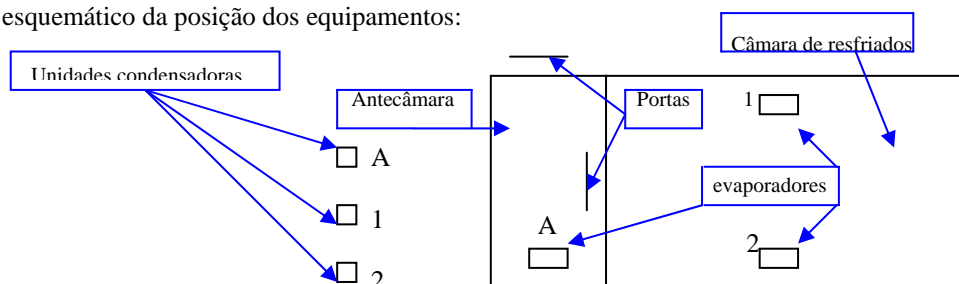 esquemático da posição dos equipamentos:
Câmara de resfriados
Unidades condensadoras
Antecâmara
Portas
1
A
evaporadores
1
A
2
2